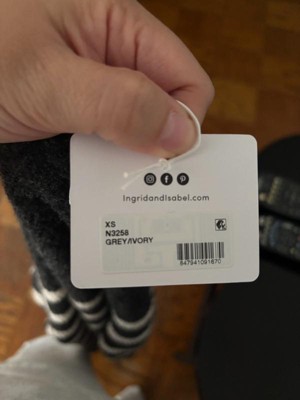 IngridandIsabel.com
XS
N3258
GREY/IVORY
847941091670